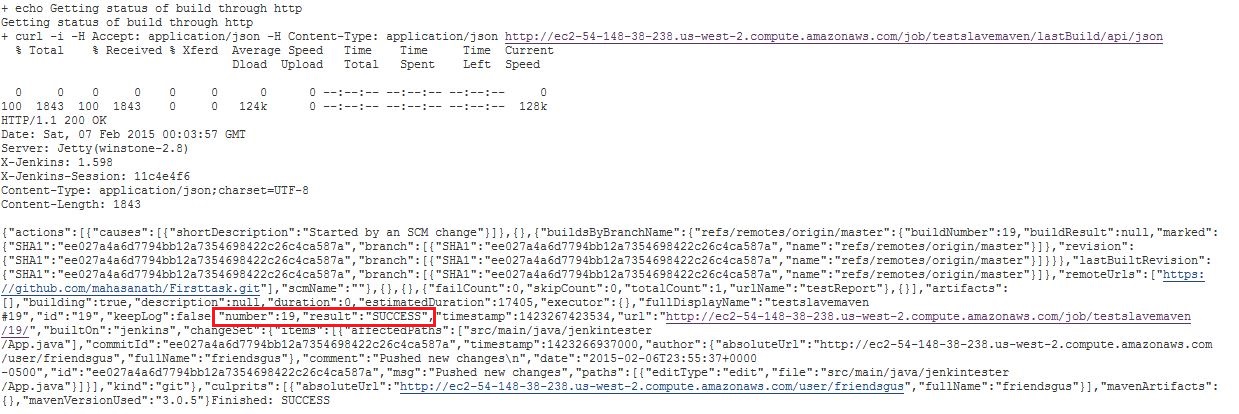 + echo Getting status of build through http
Getting status of build through http
+ curl -i -H Accept: application/json -H Content-Type: application/json http://ec2-54-148-38-238.us-west-2.compute.amazonaws.com/job/testslavemaven/lastBuild/api/json
% Total % Received % Xferd Average Speed Time Time Time Current
Dload Upload Total Spent Left Speed
0 0 0 0 0 0 0 0 --:--:-- --:--:-- --:--:-- 0
100 1843 100 1843 0 0 124k 0 --:--:-- --:--:-- --:--:-- 128k
HTTP/1.1 200 OK
Date: Sat, 07 Feb 2015 00:03:57 GMT
Server: Jetty(winstone-2.8)
X-Jenkins: 1.598
X-Jenkins-Session: 11c4e4f6
Content-Type: application/json;charset=UTF-8
Content-Length: 1843
{"actions":[{"causes":[{"shortDescription":"Started by an SCM change"}]},{},{"buildsByBranchName":{"refs/remotes/origin/master":{"buildNumber":19,"buildResult":null,"marked":
{"SHA1":"ee027a4a6d7794bb12a7354698422c26c4ca587a","branch":[{"SHA1":"ee027a4a6d7794bb12a7354698422c26c4ca587a","name":"refs/remotes/origin/master"}]},"revision":
{"SHA1":"ee027a4a6d7794bb12a7354698422c26c4ca587a","branch":[{"SHA1":"ee027a4a6d7794bb12a7354698422c26c4ca587a","name":"refs/remotes/origin/master"}]}}},"lastBuiltRevision":
{"SHA1":"ee027a4a6d7794bb12a7354698422c26c4ca587a","branch":[{"SHA1":"ee027a4a6d7794bb12a7354698422c26c4ca587a","name":"refs/remotes/origin/master"}]},"remoteUrls":["https:
//github.com/mahasanath/Firsttask.git"],"scmName":""},{},{},{"failCount":0,"skipCount":0,"totalCount":1,"urlName":"testReport"},{}],"artifacts":
[],"building":true,"description":null,"duration":0,"estimatedDuration":17405,"executor":{},"fullDisplayName":"testslavemaven
#19","id":"19","keepLog":false,"number":19,"result":"SUCCESS","timestamp":1423267423534,"url":"http://ec2-54-148-38-238.us-west-2.compute.amazonaws.com/job/testslavemaven
/19/","builtOn":"jenkins","changeSet":{"items":[{"affectedPaths":["src/main/java/jenkintester
/App.java"],"commitId":"ee027a4a6d7794bb12a7354698422c26c4ca587a","timestamp":1423266937000,"author":{"absoluteUrl":"http://ec2-54-148-38-238.us-west-2.compute.amazonaws.com
/user/friendsgus","fullName":"friendsgus"},"comment":"Pushed new changes\n","date":"2015-02-06T23:55:37+0000
-0500","id":"ee027a4a6d7794bb12a7354698422c26c4ca587a","msg":"Pushed new changes","paths":[{"editType":"edit","file":"src/main/java/jenkintester
/App.java"}]}],"kind":"git"},"culprits":[{"absoluteUrl":"http://ec2-54-148-38-238.us-west-2.compute.amazonaws.com/user/friendsgus","fullName":"friendsgus"}],"mavenArtifacts":
{},"mavenVersionUsed":"3.0.5"}Finished: SUCCESS